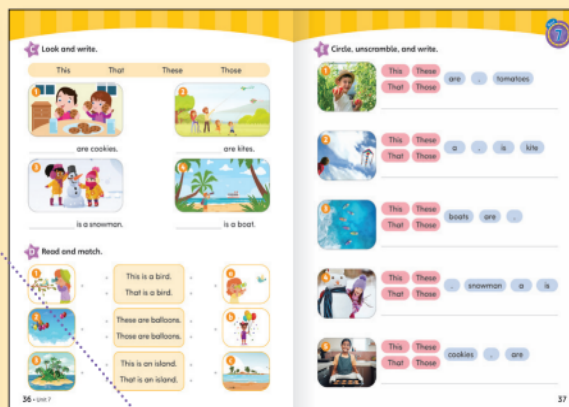 C Look and write.
This That These Those
1 2
_____ are cookies. _____ are kites.
3 4
_____ is a snowman. _____ is a boat.
D Read and match.
1 This is a bird. a
That is a bird.
2 These are balloons. b
Those are balloons.
3 This is an island. c
That is an island.
36 • Unit 7
7
E Circle, unscramble, and write.
1 This These are . tomatoes
That Those
2 This These a . is kite
That Those
3 This These boats are .
That Those
4 This These . snowman a is
That Those
5 This These cookies . are
That Those
37